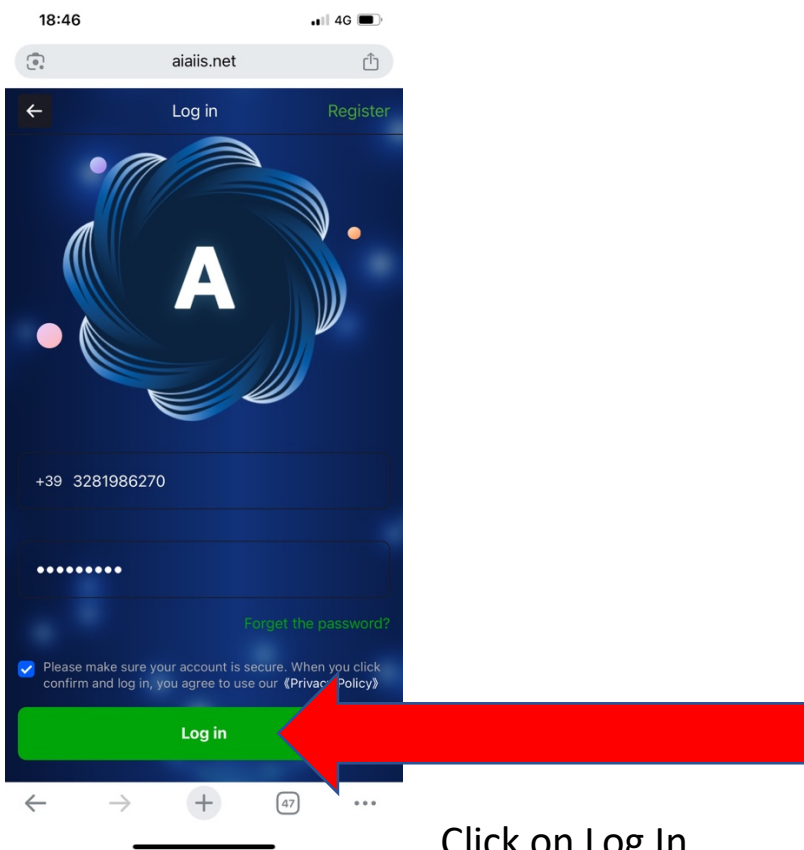 18:46
4G
aiaiis.net
Log in
Register
A
+39 3281986270
Forget the password?
Please make sure your account is secure. When you click
confirm and log in, you agree to use our 《Privacy Policy》
Log in
47
Click on Log In